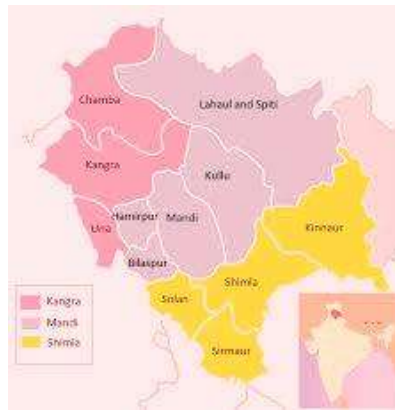 Chamba
Lahaul and Spiti
Kangra
Kullu
Una
Hamirpur
Mandi
Kinnaur
Bilaspur
Shimla
Solan
Sirmaur
Kangra
Mandi
Shimla